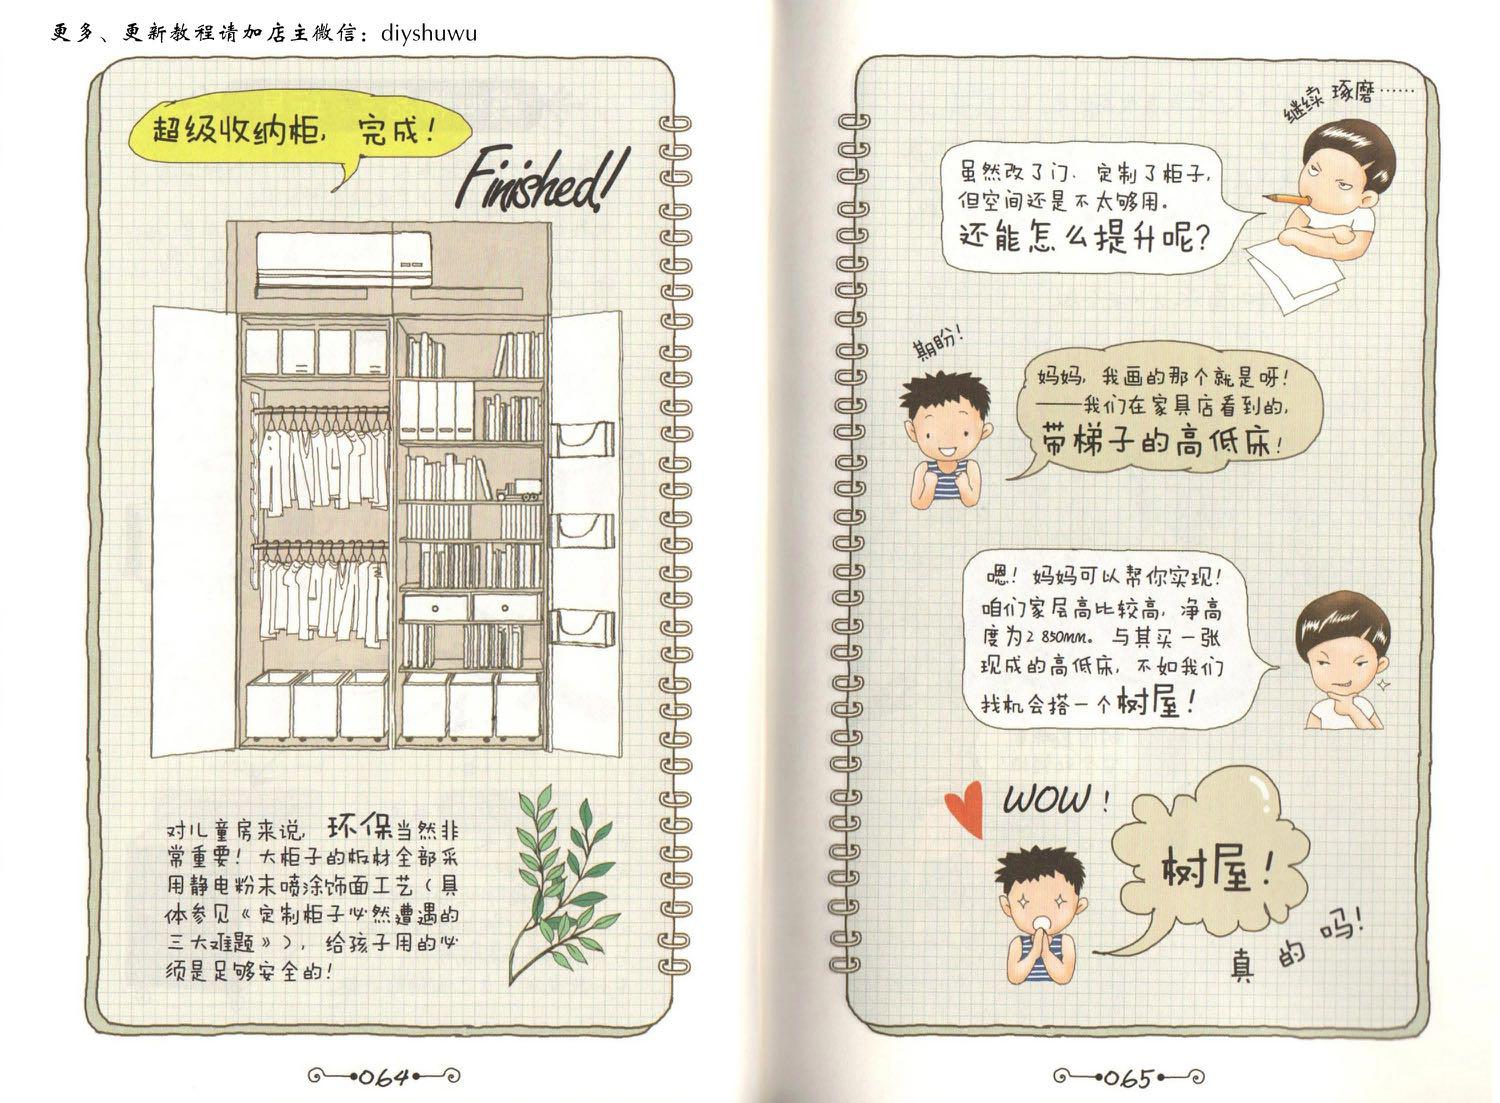 更多、更新教程请加店主微信：diyshuwu
超级收纳柜，完成！
Finished!
对儿童房来说，环保当然非
常重要！大柜子的板材全部采
用静电粉末喷涂饰面工艺（具
体参见《定制柜子必然遭遇的
三大难题》），给孩子用的必
须是足够安全的！
064
继续琢磨……
虽然改了门，定制了柜子，
但空间还是不太够用。
还能怎么提升呢？
期盼！
妈妈，我画的那个就是呀！
——我们在家具店看到的，
带梯子的高低床！
嗯！妈妈可以帮你实现！
咱们家层高比较高，净高
度为2 850mm。与其买一张
现成的高低床，不如我们
找机会搭一个树屋！
WOW！
树屋！
真的吗！
065